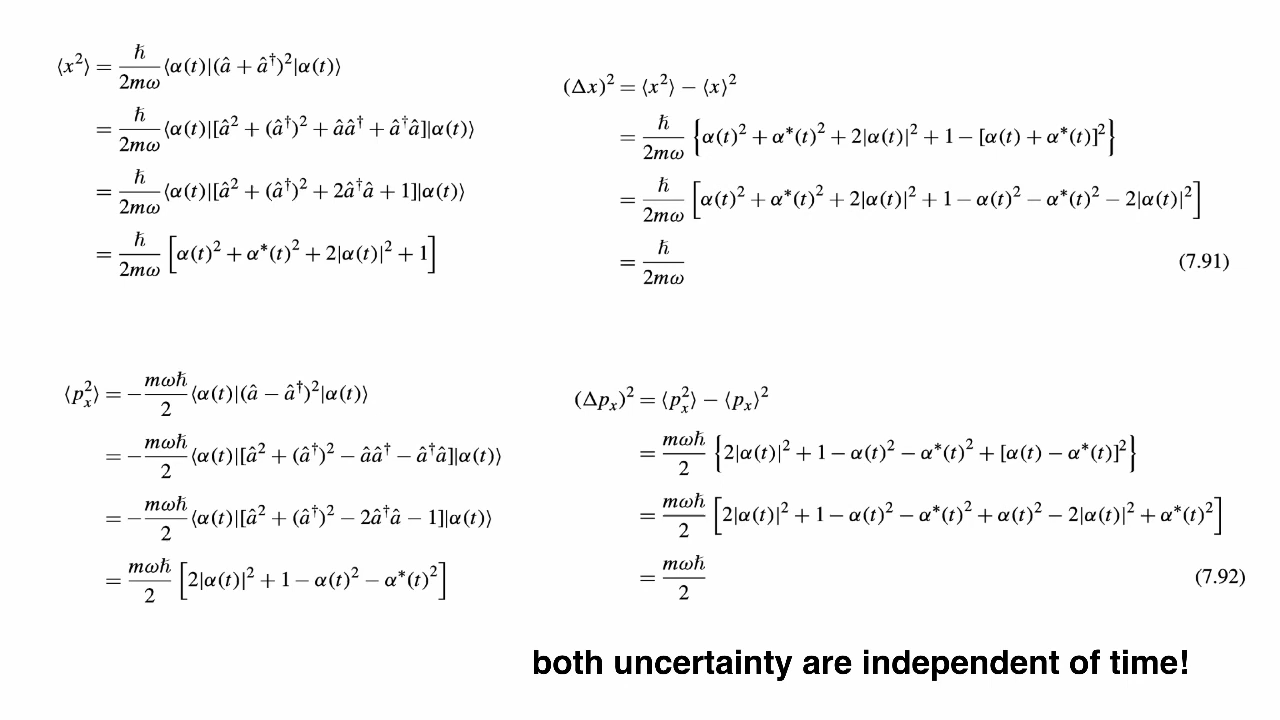 ⟨x²⟩ = ℏ/2mω ⟨α(t)|(â + â†)²|α(t)⟩
= ℏ/2mω ⟨α(t)|[â² + (â†)² + ââ† + â†â]|α(t)⟩
= ℏ/2mω ⟨α(t)|[â² + (â†)² + 2â†â + 1]|α(t)⟩
= ℏ/2mω [α(t)² + α*(t)² + 2|α(t)|² + 1]
(Δx)² = ⟨x²⟩ − ⟨x⟩²
= ℏ/2mω {α(t)² + α*(t)² + 2|α(t)|² + 1 − [α(t) + α*(t)]²}
= ℏ/2mω [α(t)² + α*(t)² + 2|α(t)|² + 1 − α(t)² − α*(t)² − 2|α(t)|²]
= ℏ/2mω (7.91)
⟨pₓ²⟩ = −mωℏ/2 ⟨α(t)|(â − â†)²|α(t)⟩
= −mωℏ/2 ⟨α(t)|[â² + (â†)² − ââ† − â†â]|α(t)⟩
= −mωℏ/2 ⟨α(t)|[â² + (â†)² − 2â†â − 1]|α(t)⟩
= mωℏ/2 [2|α(t)|² + 1 − α(t)² − α*(t)²]
(Δpₓ)² = ⟨pₓ²⟩ − ⟨pₓ⟩²
= mωℏ/2 {2|α(t)|² + 1 − α(t)² − α*(t)² + [α(t) − α*(t)]²}
= mωℏ/2 [2|α(t)|² + 1 − α(t)² − α*(t)² + α(t)² − 2|α(t)|² + α*(t)²]
= mωℏ/2 (7.92)
both uncertainty are independent of time!